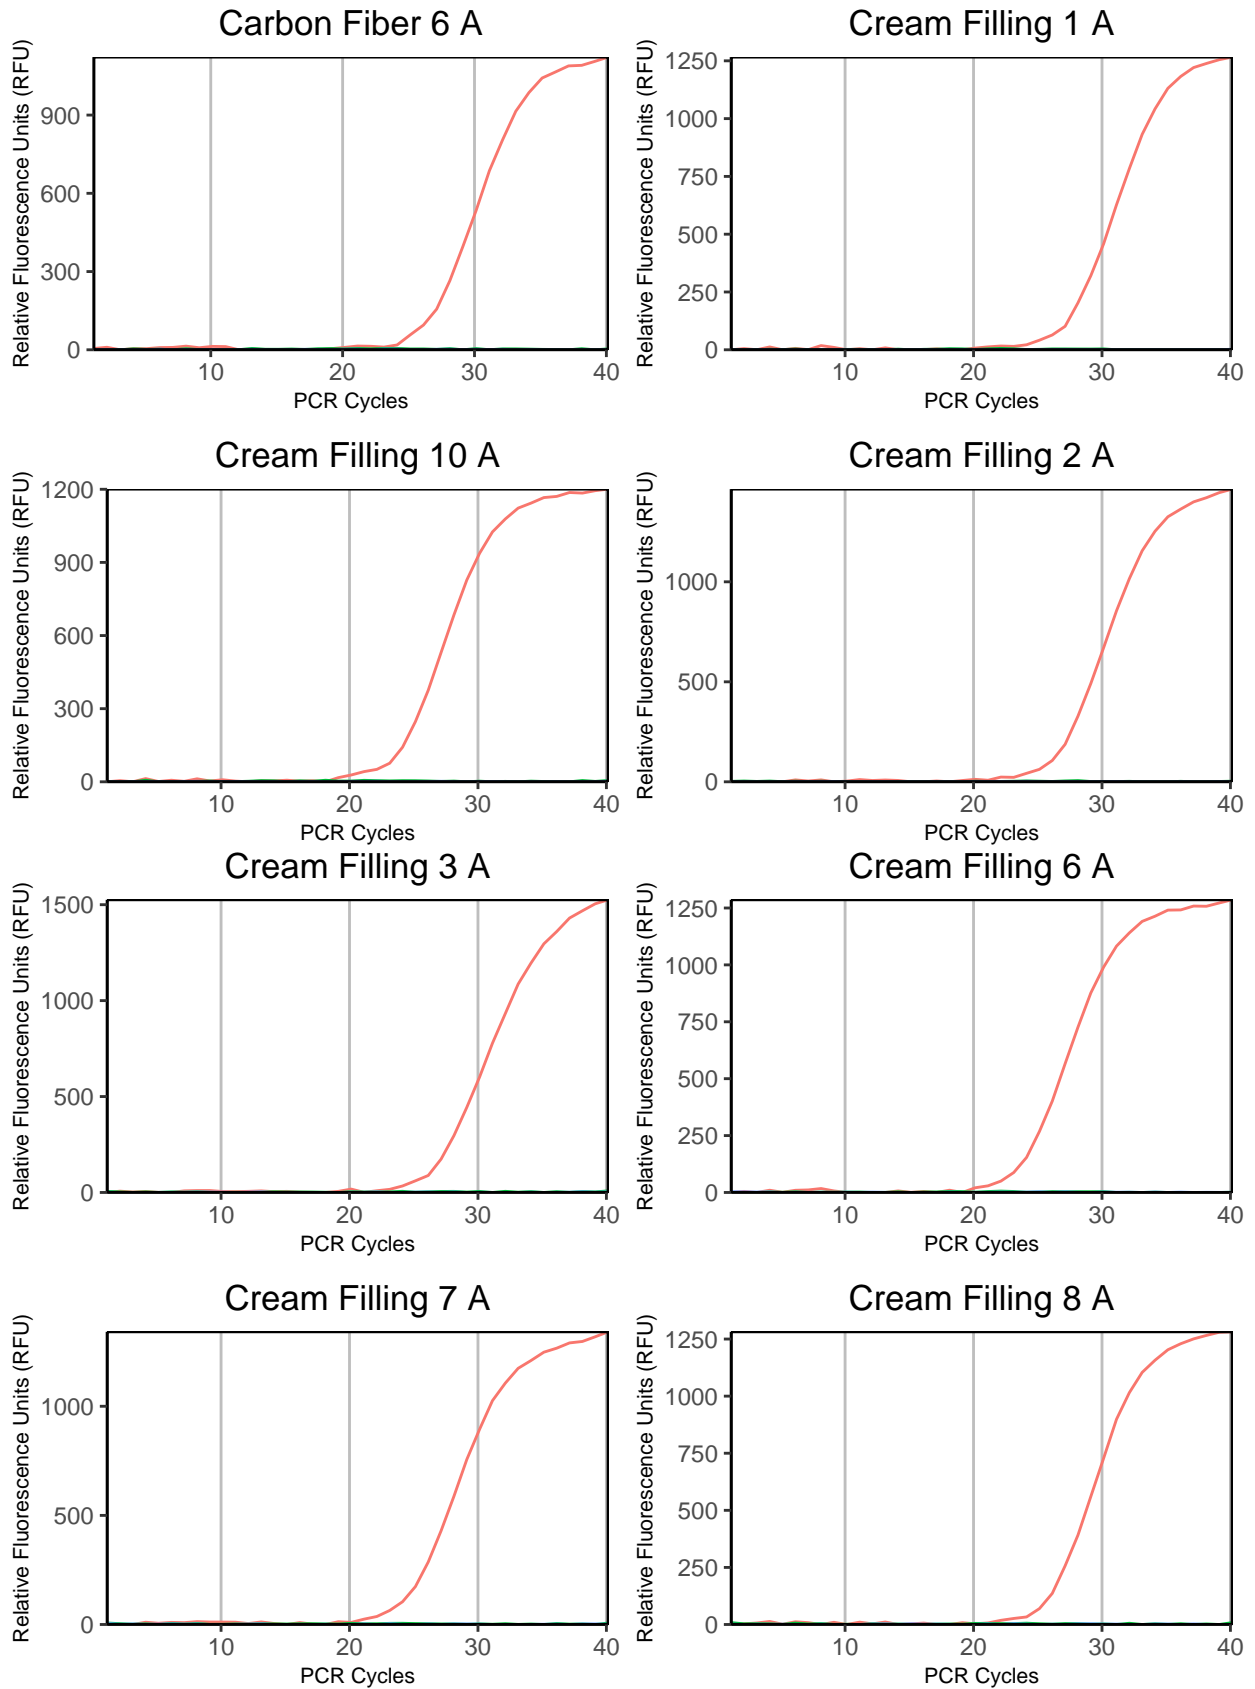 Carbon Fiber 6 A
Relative Fluorescence Units (RFU)
900
600
300
0
10 20 30 40
PCR Cycles
Cream Filling 1 A
Relative Fluorescence Units (RFU)
1250
1000
750
500
250
0
10 20 30 40
PCR Cycles
Cream Filling 10 A
Relative Fluorescence Units (RFU)
1200
900
600
300
0
10 20 30 40
PCR Cycles
Cream Filling 2 A
Relative Fluorescence Units (RFU)
1000
500
0
10 20 30 40
PCR Cycles
Cream Filling 3 A
Relative Fluorescence Units (RFU)
1500
1000
500
0
10 20 30 40
PCR Cycles
Cream Filling 6 A
Relative Fluorescence Units (RFU)
1250
1000
750
500
250
0
10 20 30 40
PCR Cycles
Cream Filling 7 A
Relative Fluorescence Units (RFU)
1000
500
0
10 20 30 40
PCR Cycles
Cream Filling 8 A
Relative Fluorescence Units (RFU)
1250
1000
750
500
250
0
10 20 30 40
PCR Cycles